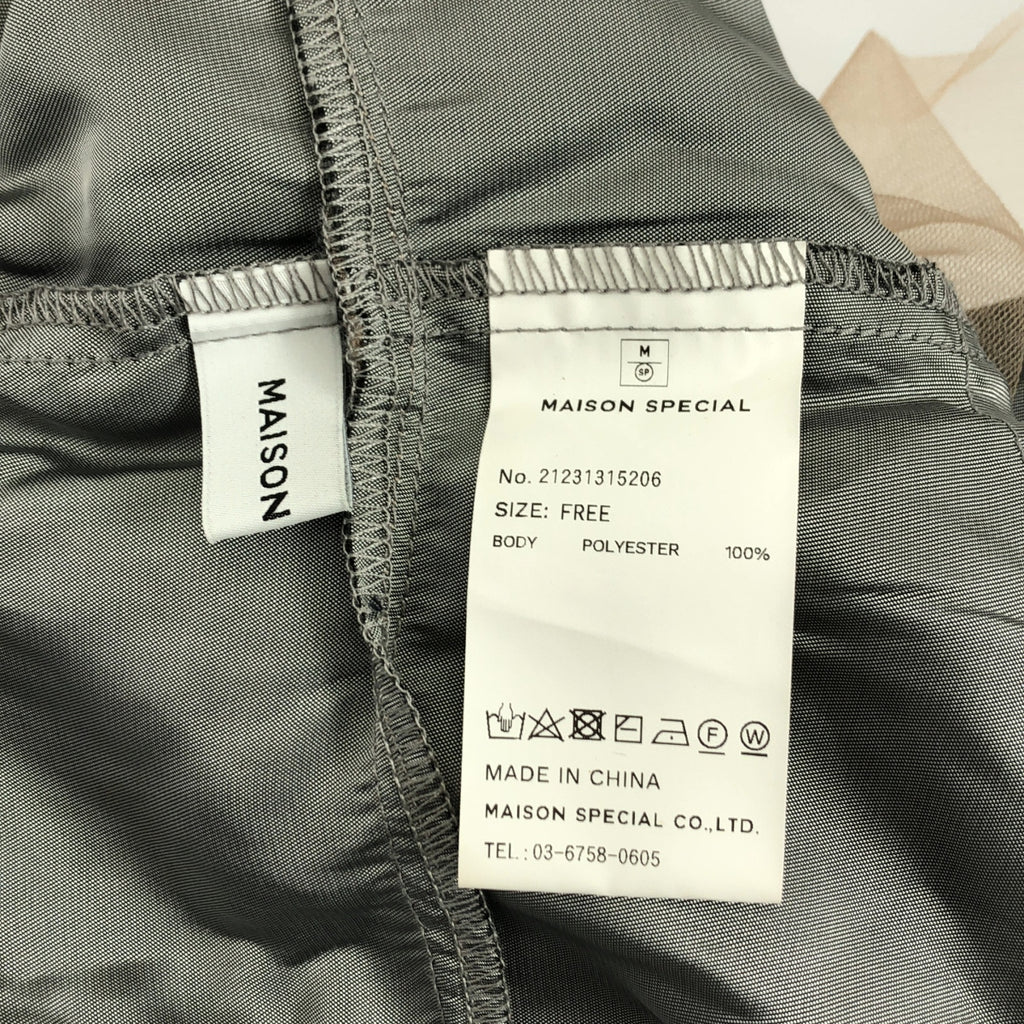 MAISON
M
SP
MAISON SPECIAL
No. 21231315206
SIZE: FREE
BODY POLYESTER 100%
F W
MADE IN CHINA
MAISON SPECIAL CO.,LTD.
TEL.: 03-6758-0605